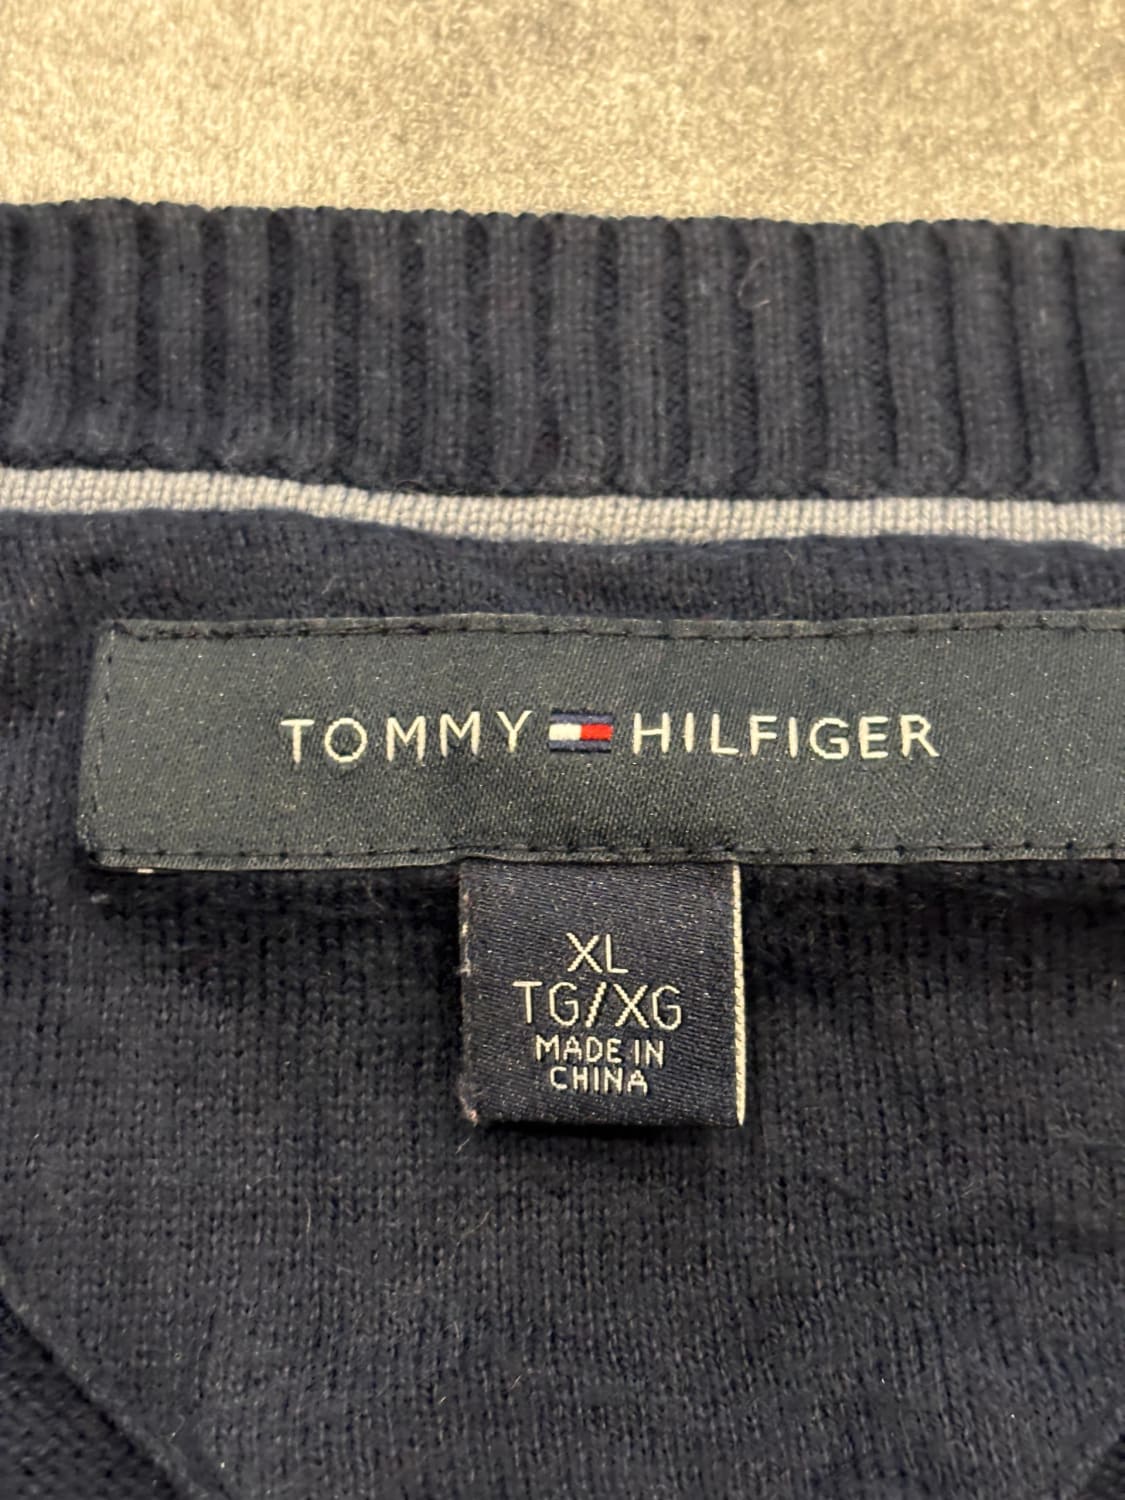 TOMMY HILFIGER
XL
TG/XG
MADE IN
CHINA